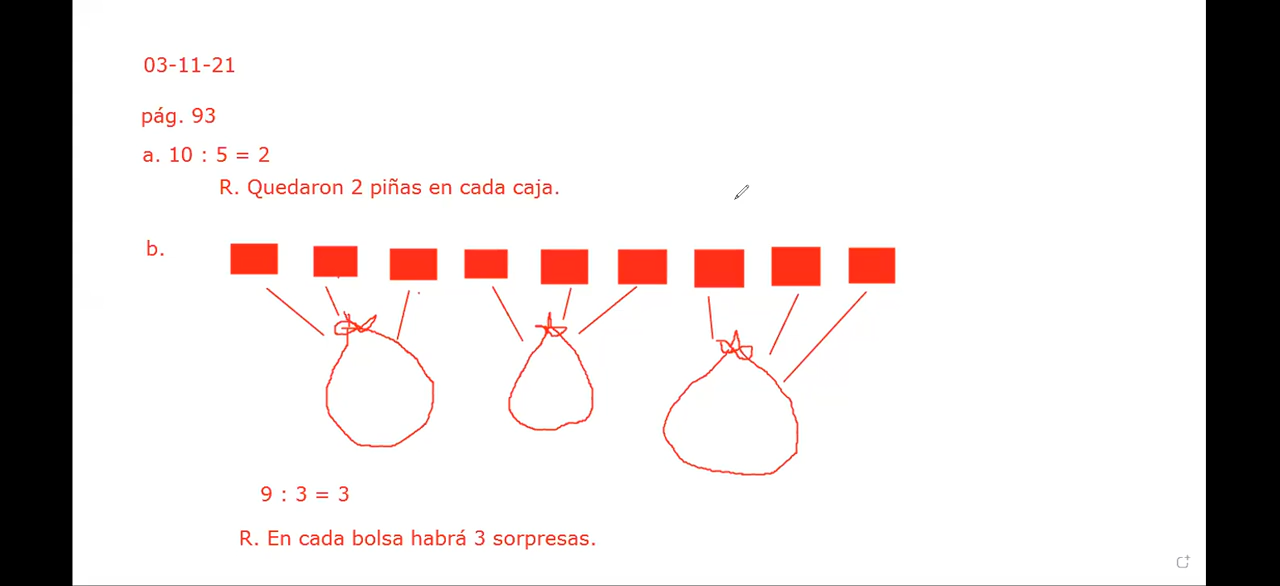 03-11-21
pág. 93
a. 10 : 5 = 2
R. Quedaron 2 piñas en cada caja.
b.
9 : 3 = 3
R. En cada bolsa habrá 3 sorpresas.